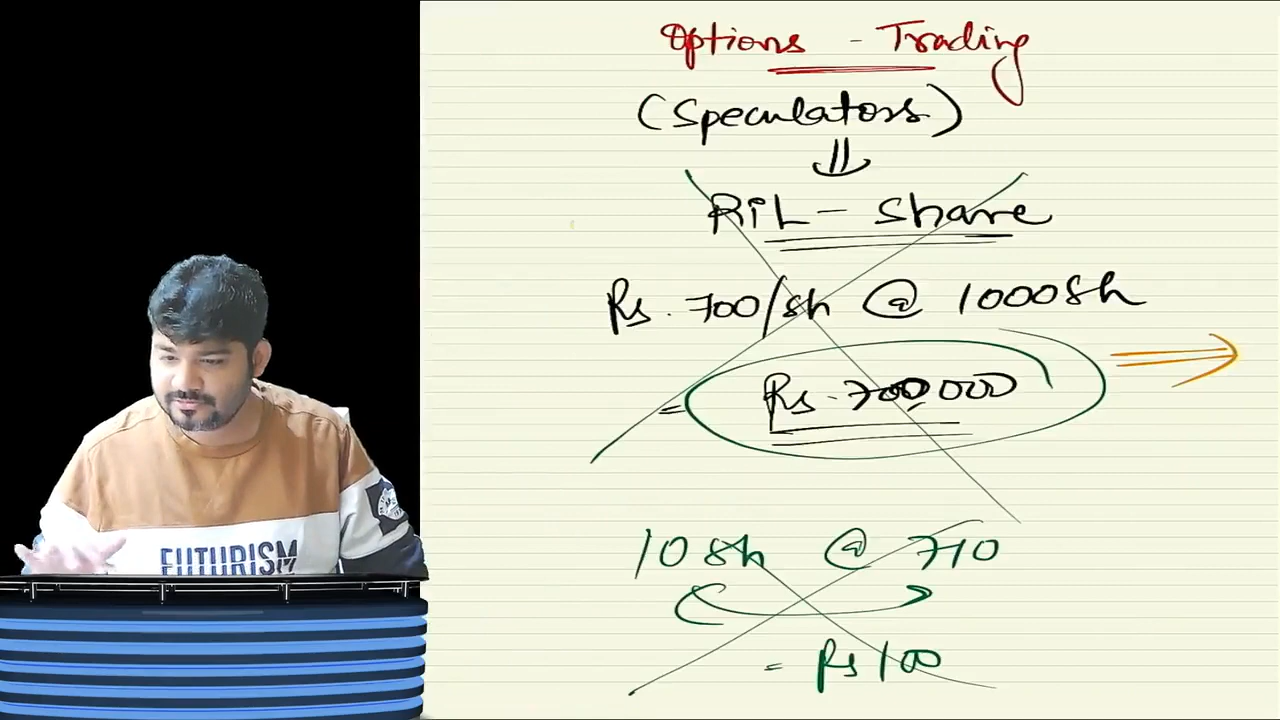 Options - Trading
(Speculators)
⇓
RIL - Share
Rs. 700/sh @ 1000sh
= Rs. 700,000
10 sh @ 710
= Rs 100
FUTURISM